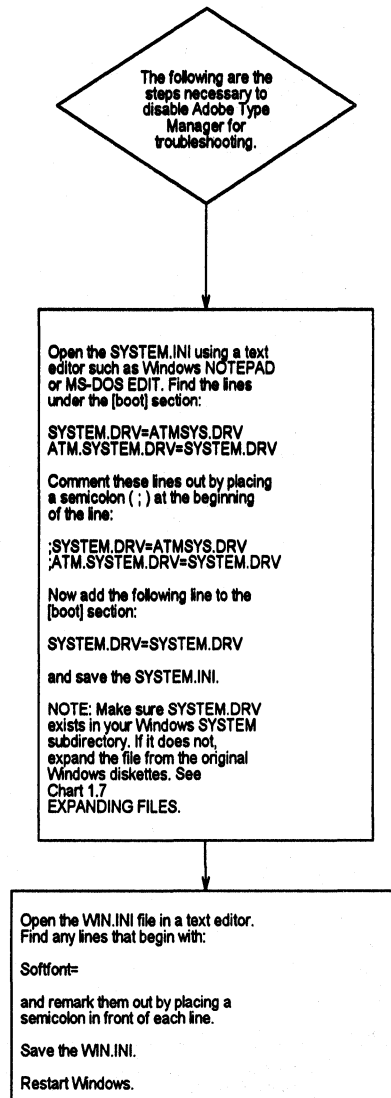 The following are the
steps necessary to
disable Adobe Type
Manager for
troubleshooting.
Open the SYSTEM.INI using a text
editor such as Windows NOTEPAD
or MS-DOS EDIT. Find the lines
under the [boot] section:
SYSTEM.DRV=ATMSYS.DRV
ATM.SYSTEM.DRV=SYSTEM.DRV
Comment these lines out by placing
a semicolon ( ; ) at the beginning
of the line:
;SYSTEM.DRV=ATMSYS.DRV
;ATM.SYSTEM.DRV=SYSTEM.DRV
Now add the following line to the
[boot] section:
SYSTEM.DRV=SYSTEM.DRV
and save the SYSTEM.INI.
NOTE: Make sure SYSTEM.DRV
exists in your Windows SYSTEM
subdirectory. If it does not,
expand the file from the original
Windows diskettes. See
Chart 1.7
EXPANDING FILES.
Open the WIN.INI file in a text editor.
Find any lines that begin with:
Softfont=
and remark them out by placing a
semicolon in front of each line.
Save the WIN.INI.
Restart Windows.